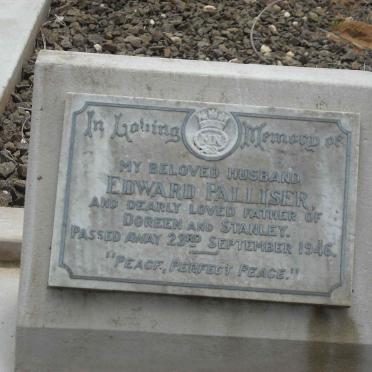 In Loving Memory of
MN
MY BELOVED HUSBAND
EDWARD PALLISER,
AND DEARLY LOVED FATHER OF
DOREEN AND STANLEY.
PASSED AWAY 23RD SEPTEMBER 1946.
"PEACE, PERFECT PEACE."